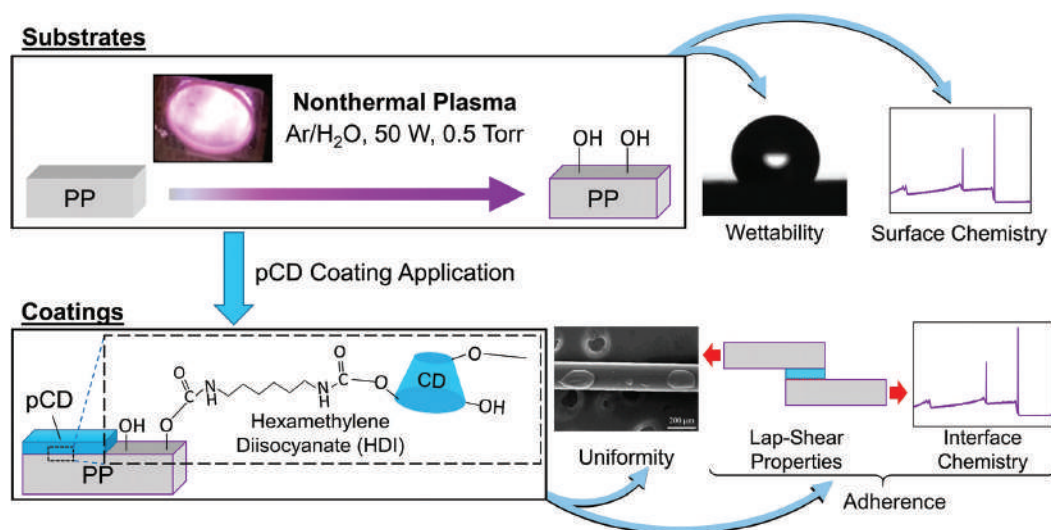 Substrates
Nonthermal Plasma
Ar/H₂O, 50 W, 0.5 Torr
OH OH
PP
PP
Wettability
Surface Chemistry
pCD Coating Application
Coatings
O
O
O
N
H
H
N
O
O
CD
OH
pCD
OH
O
PP
Hexamethylene
Diisocyanate (HDI)
200 μm
Uniformity
Lap-Shear
Properties
Interface
Chemistry
Adherence